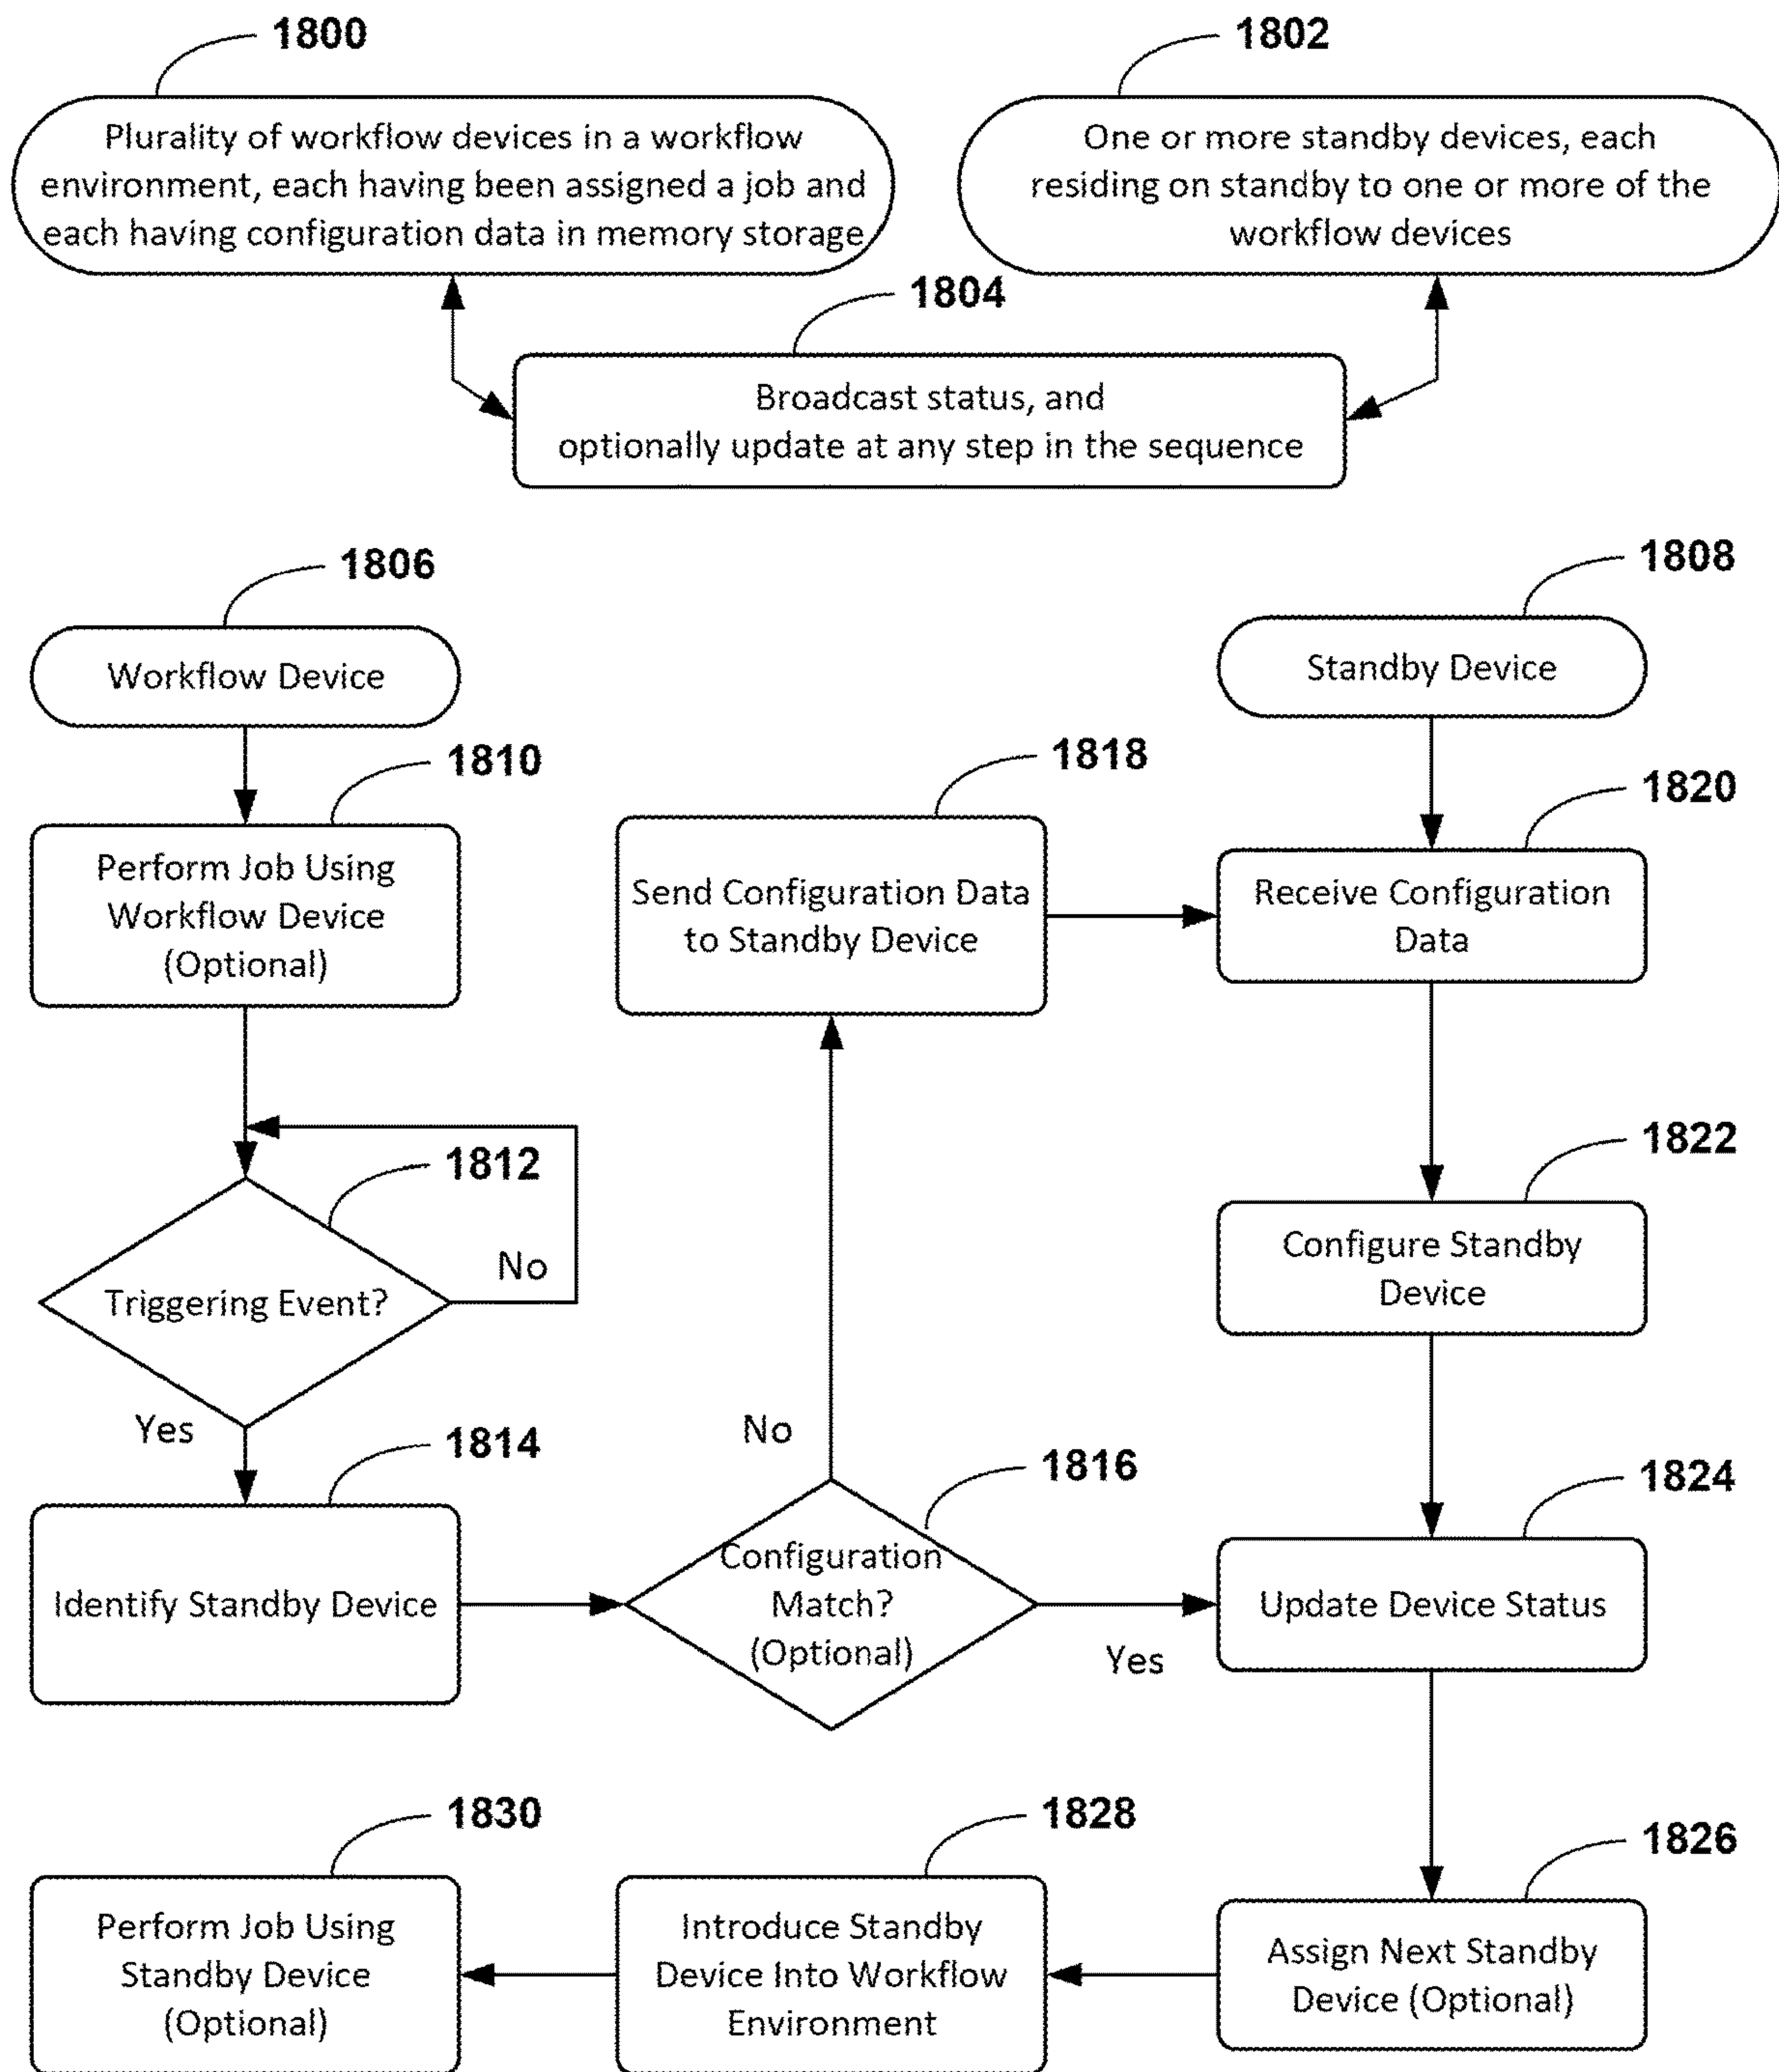 1800
1802
Plurality of workflow devices in a workflow
environment, each having been assigned a job and
each having configuration data in memory storage
One or more standby devices, each
residing on standby to one or more of the
workflow devices
1804
Broadcast status, and
optionally update at any step in the sequence
1806
1808
Workflow Device
Standby Device
1810
1818
1820
Perform Job Using
Workflow Device
(Optional)
Send Configuration Data
to Standby Device
Receive Configuration
Data
1812
1822
No
Triggering Event?
Configure Standby
Device
Yes
No
1814
1816
1824
Identify Standby Device
Configuration
Match?
(Optional)
Yes
Update Device Status
1830
1828
1826
Perform Job Using
Standby Device
(Optional)
Introduce Standby
Device Into Workflow
Environment
Assign Next Standby
Device (Optional)